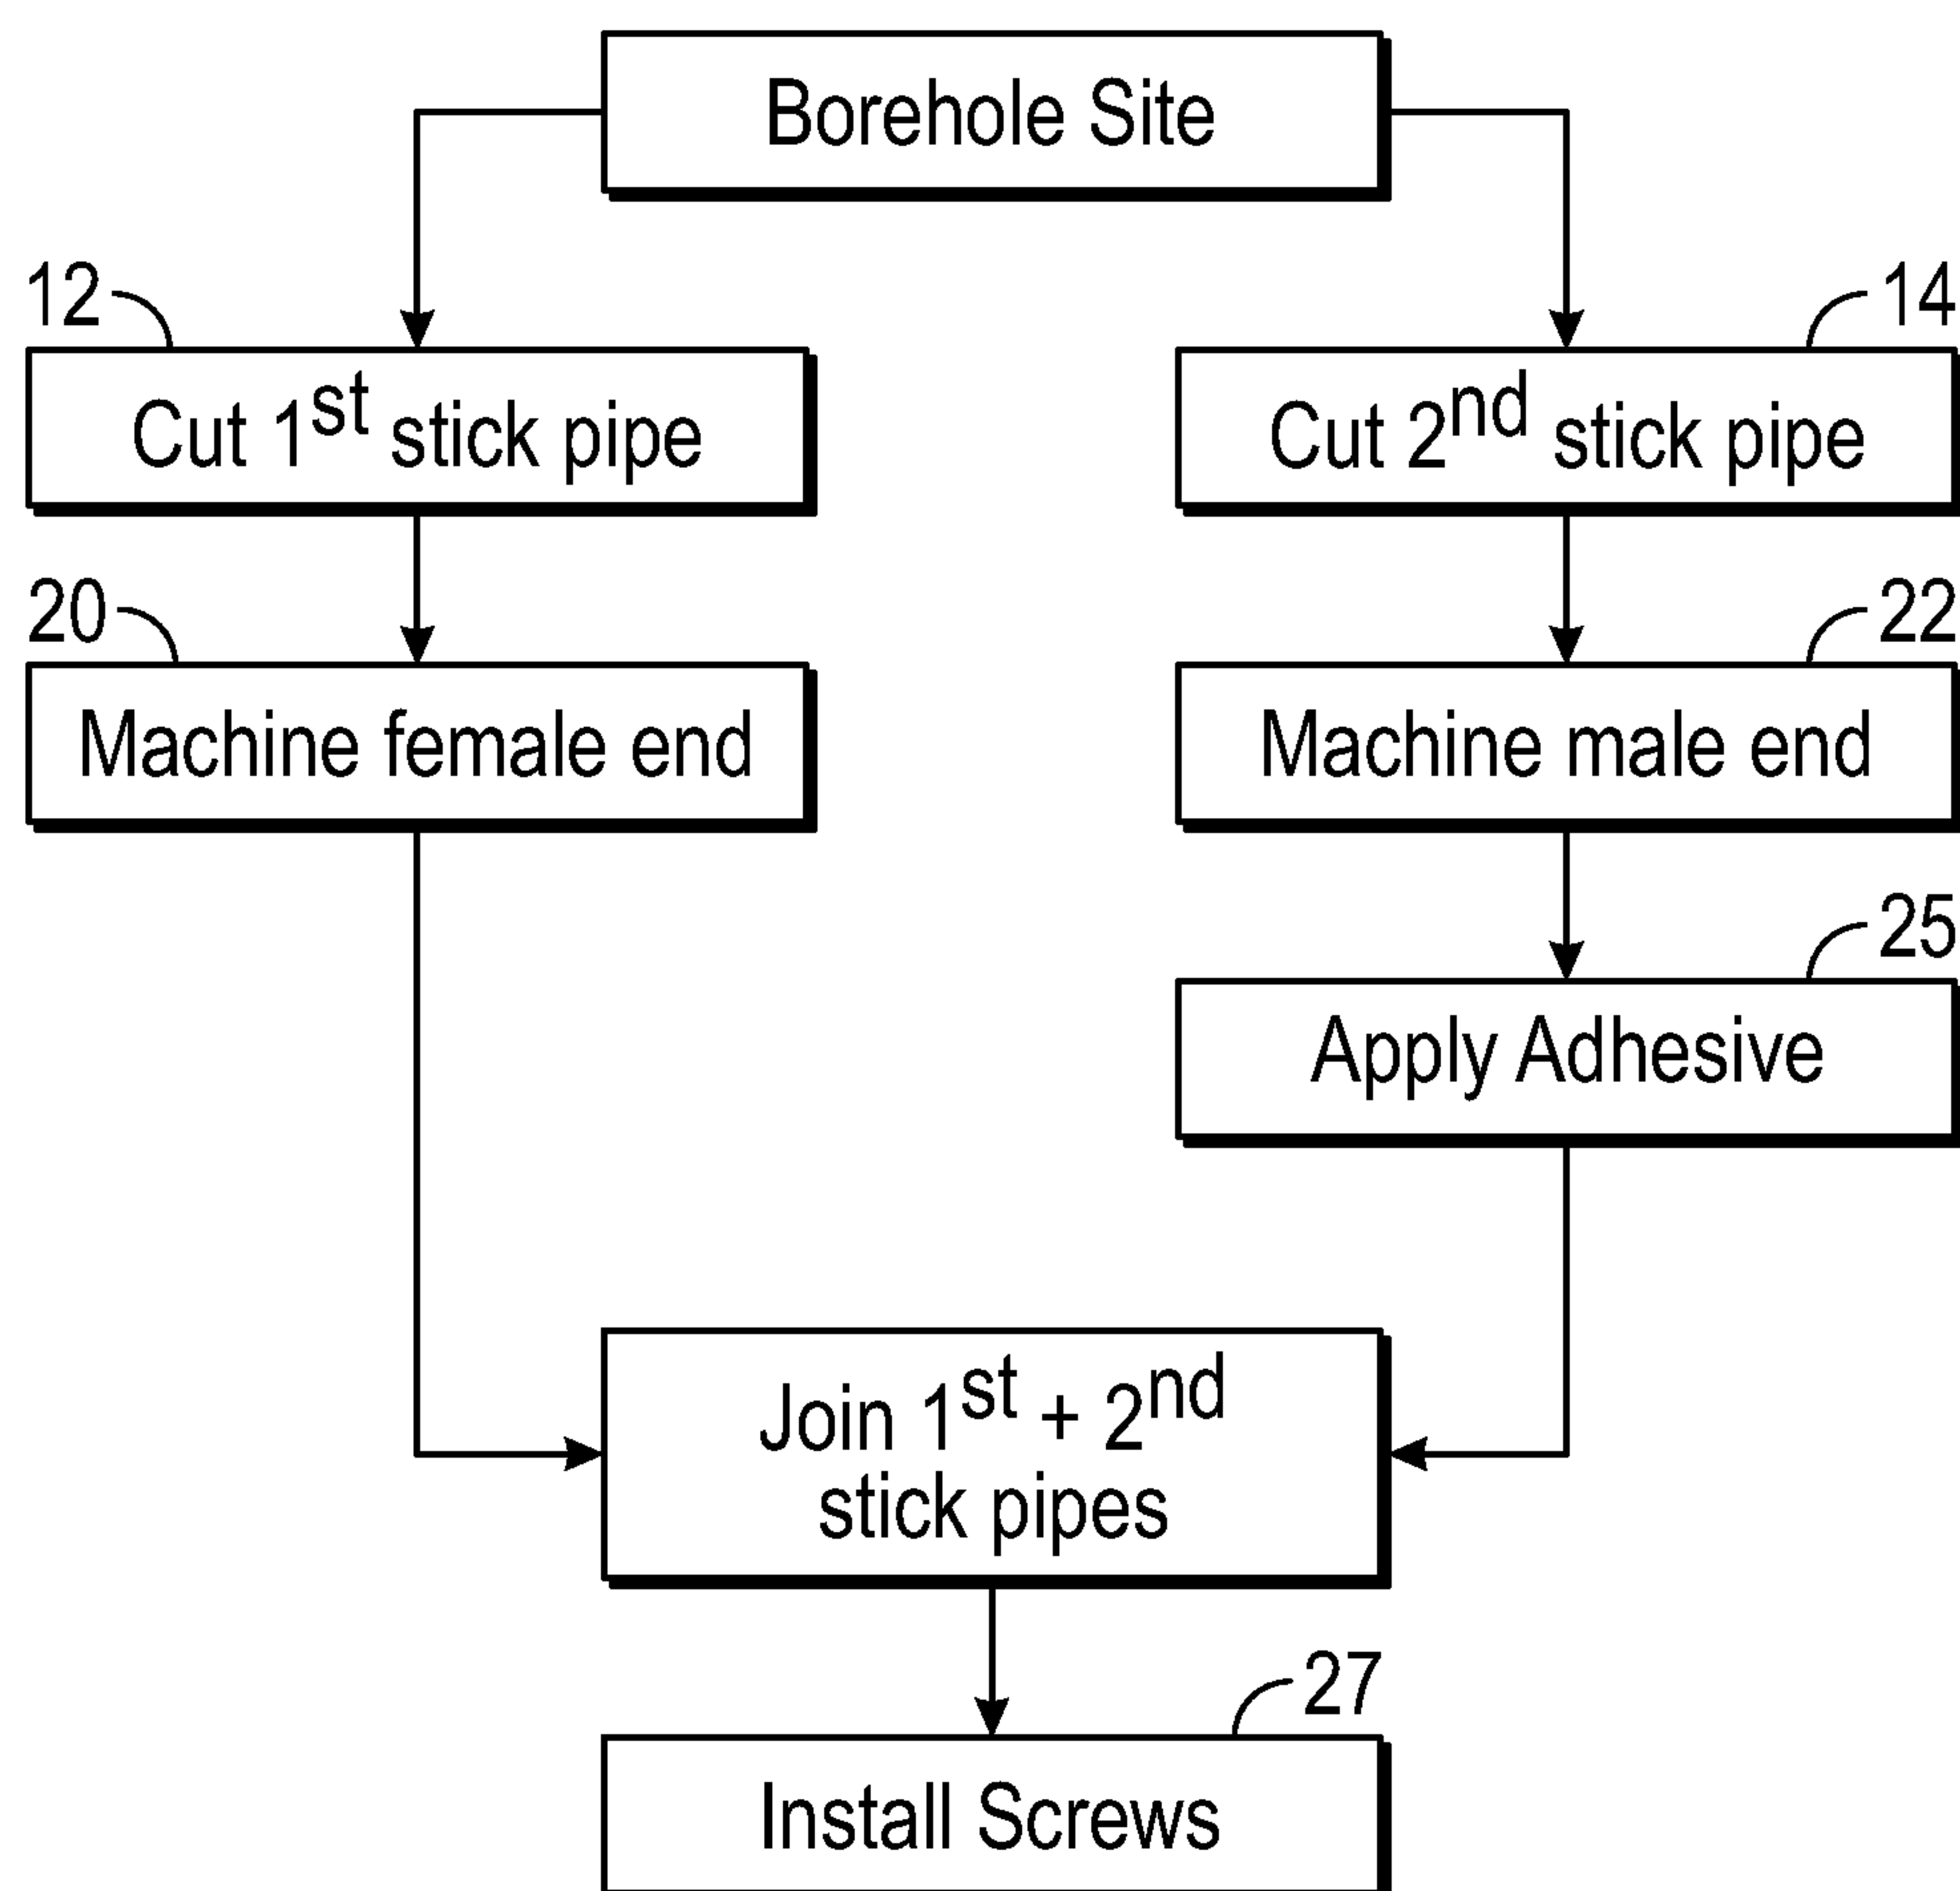 Borehole Site
12
14
Cut 1st stick pipe
Cut 2nd stick pipe
20
22
Machine female end
Machine male end
25
Apply Adhesive
Join 1st + 2nd
stick pipes
27
Install Screws